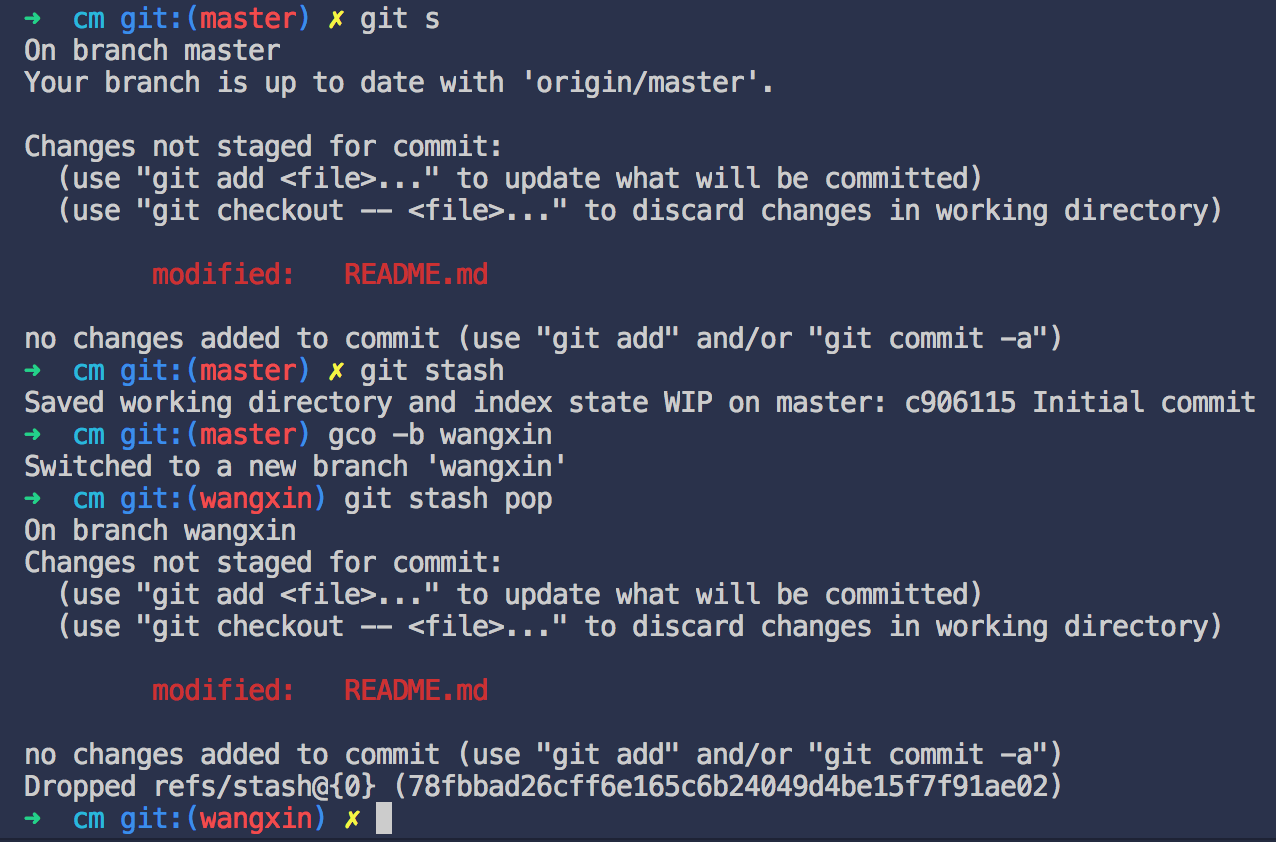 ➜  cm git:(master) ✗ git s
On branch master
Your branch is up to date with 'origin/master'.

Changes not staged for commit:
  (use "git add <file>..." to update what will be committed)
  (use "git checkout -- <file>..." to discard changes in working directory)

        modified:   README.md

no changes added to commit (use "git add" and/or "git commit -a")
➜  cm git:(master) ✗ git stash
Saved working directory and index state WIP on master: c906115 Initial commit
➜  cm git:(master) gco -b wangxin
Switched to a new branch 'wangxin'
➜  cm git:(wangxin) git stash pop
On branch wangxin
Changes not staged for commit:
  (use "git add <file>..." to update what will be committed)
  (use "git checkout -- <file>..." to discard changes in working directory)

        modified:   README.md

no changes added to commit (use "git add" and/or "git commit -a")
Dropped refs/stash@{0} (78fbbad26cff6e165c6b24049d4be15f7f91ae02)
➜  cm git:(wangxin) ✗